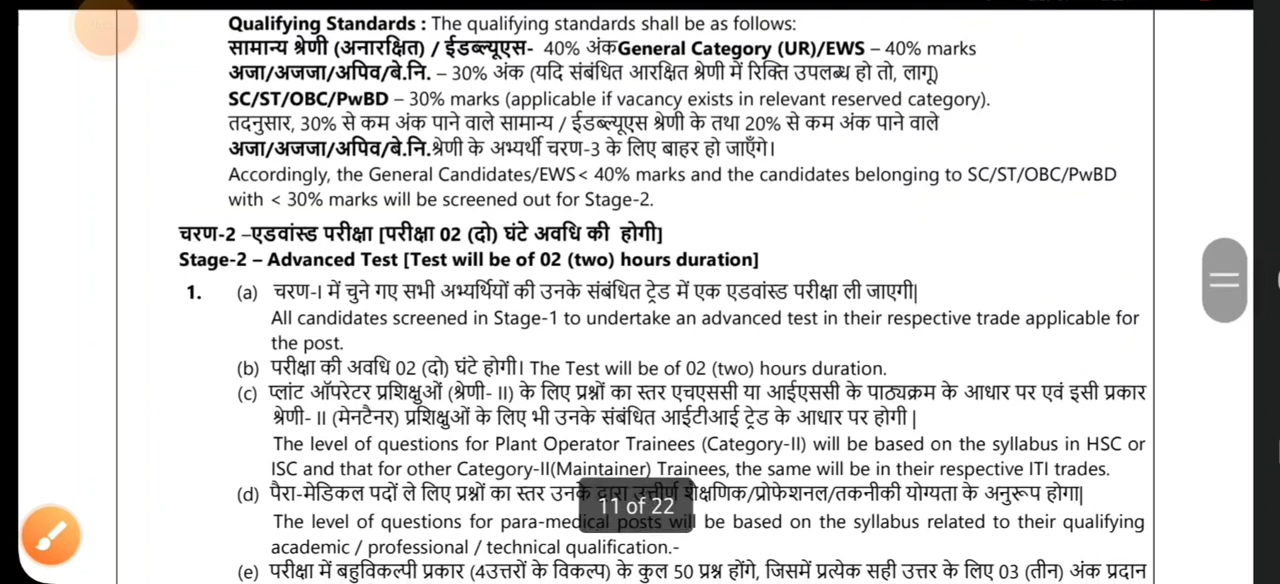 Qualifying Standards : The qualifying standards shall be as follows:
सामान्य श्रेणी (अनारक्षित) / ईडब्ल्यूएस- 40% अंकGeneral Category (UR)/EWS – 40% marks
अजा/अजजा/अपिव/बे.नि. – 30% अंक (यदि संबंधित आरक्षित श्रेणी में रिक्ति उपलब्ध हो तो, लागू)
SC/ST/OBC/PwBD – 30% marks (applicable if vacancy exists in relevant reserved category).
तदनुसार, 30% से कम अंक पाने वाले सामान्य / ईडब्ल्यूएस श्रेणी के तथा 20% से कम अंक पाने वाले
अजा/अजजा/अपिव/बे.नि.श्रेणी के अभ्यर्थी चरण-3 के लिए बाहर हो जाएँगे।
Accordingly, the General Candidates/EWS< 40% marks and the candidates belonging to SC/ST/OBC/PwBD
with < 30% marks will be screened out for Stage-2.
चरण-2 –एडवांस्ड परीक्षा [परीक्षा 02 (दो) घंटे अवधि की होगी]
Stage-2 – Advanced Test [Test will be of 02 (two) hours duration]
1. (a) चरण-I में चुने गए सभी अभ्यर्थियों की उनके संबंधित ट्रेड में एक एडवांस्ड परीक्षा ली जाएगी|
All candidates screened in Stage-1 to undertake an advanced test in their respective trade applicable for
the post.
(b) परीक्षा की अवधि 02 (दो) घंटे होगी। The Test will be of 02 (two) hours duration.
(c) प्लांट ऑपरेटर प्रशिक्षुओं (श्रेणी- II) के लिए प्रश्नों का स्तर एचएससी या आईएससी के पाठ्यक्रम के आधार पर एवं इसी प्रकार
श्रेणी- II (मेनटैनर) प्रशिक्षुओं के लिए भी उनके संबंधित आईटीआई ट्रेड के आधार पर होगी |
The level of questions for Plant Operator Trainees (Category-II) will be based on the syllabus in HSC or
ISC and that for other Category-II(Maintainer) Trainees, the same will be in their respective ITI trades.
(d) पैरा-मेडिकल पदों ले लिए प्रश्नों का स्तर उनके द्वारा उत्तीर्ण शैक्षणिक/प्रोफेशनल/तकनीकी योग्यता के अनुरूप होगा|
11 of 22
The level of questions for para-medical posts will be based on the syllabus related to their qualifying
academic / professional / technical qualification.-
(e) परीक्षा में बहुविकल्पी प्रकार (4उत्तरों के विकल्प) के कुल 50 प्रश्न होंगे, जिसमें प्रत्येक सही उत्तर के लिए 03 (तीन) अंक प्रदान